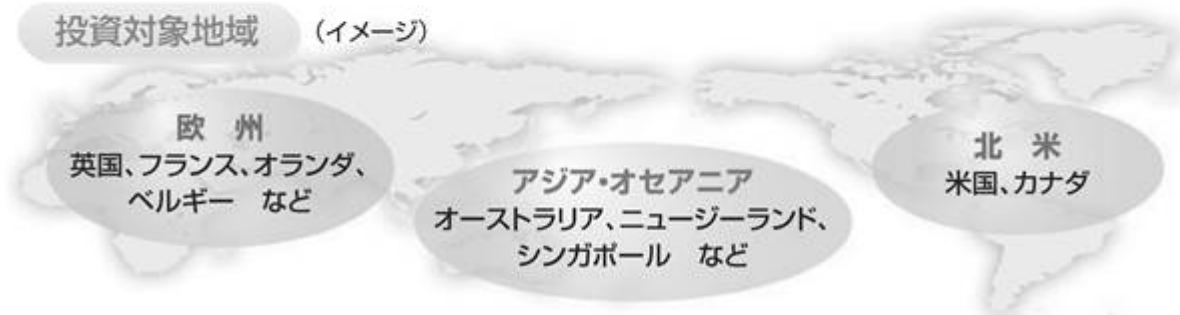 投資対象地域 （イメージ）
欧 州
英国、フランス、オランダ、
ベルギー など
アジア・オセアニア
オーストラリア、ニュージーランド、
シンガポール など
北 米
米国、カナダ